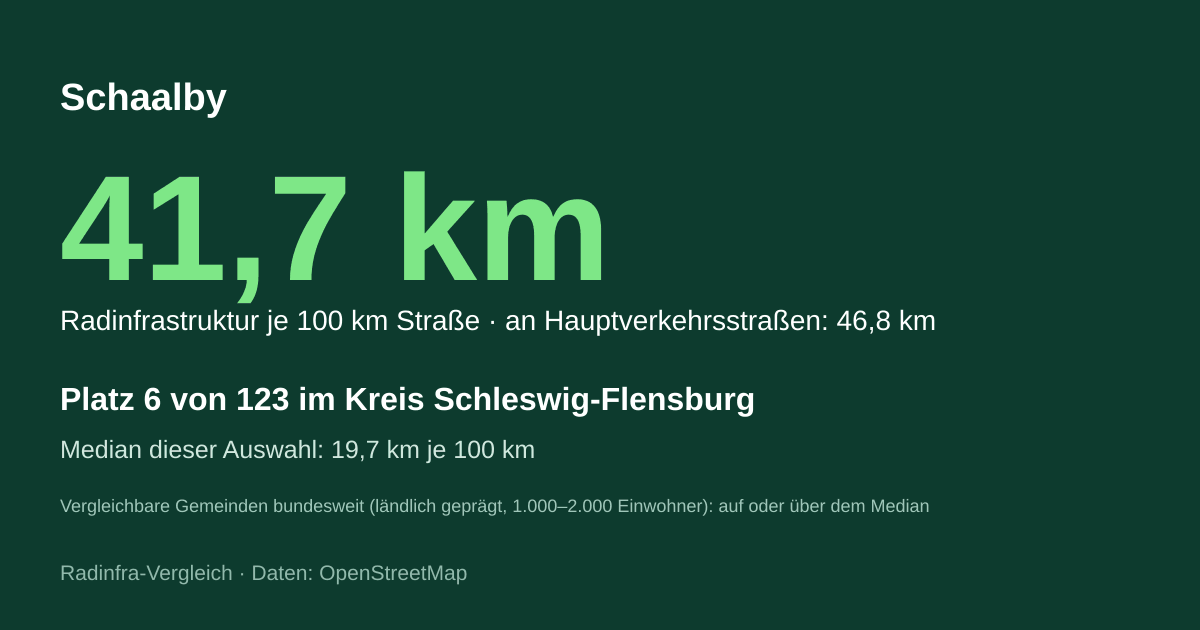 Schaalby
41,7 km
Radinfrastruktur je 100 km Straße · an Hauptverkehrsstraßen: 46,8 km
Platz 6 von 123 im Kreis Schleswig-Flensburg
Median dieser Auswahl: 19,7 km je 100 km
Vergleichbare Gemeinden bundesweit (ländlich geprägt, 1.000–2.000 Einwohner): auf oder über dem Median
Radinfra-Vergleich · Daten: OpenStreetMap